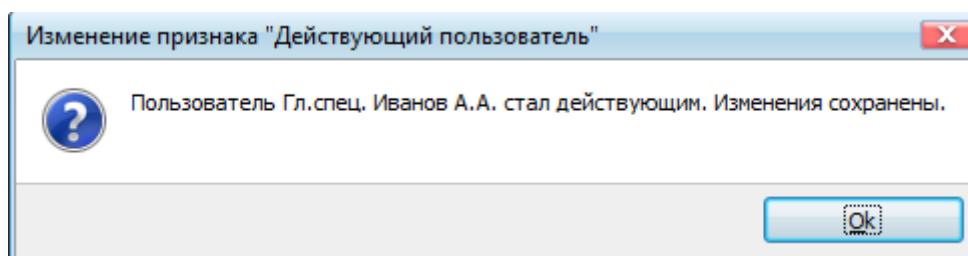 Изменение признака "Действующий пользователь"
Пользователь Гл.спец. Иванов А.А. стал действующим. Изменения сохранены.
Ok